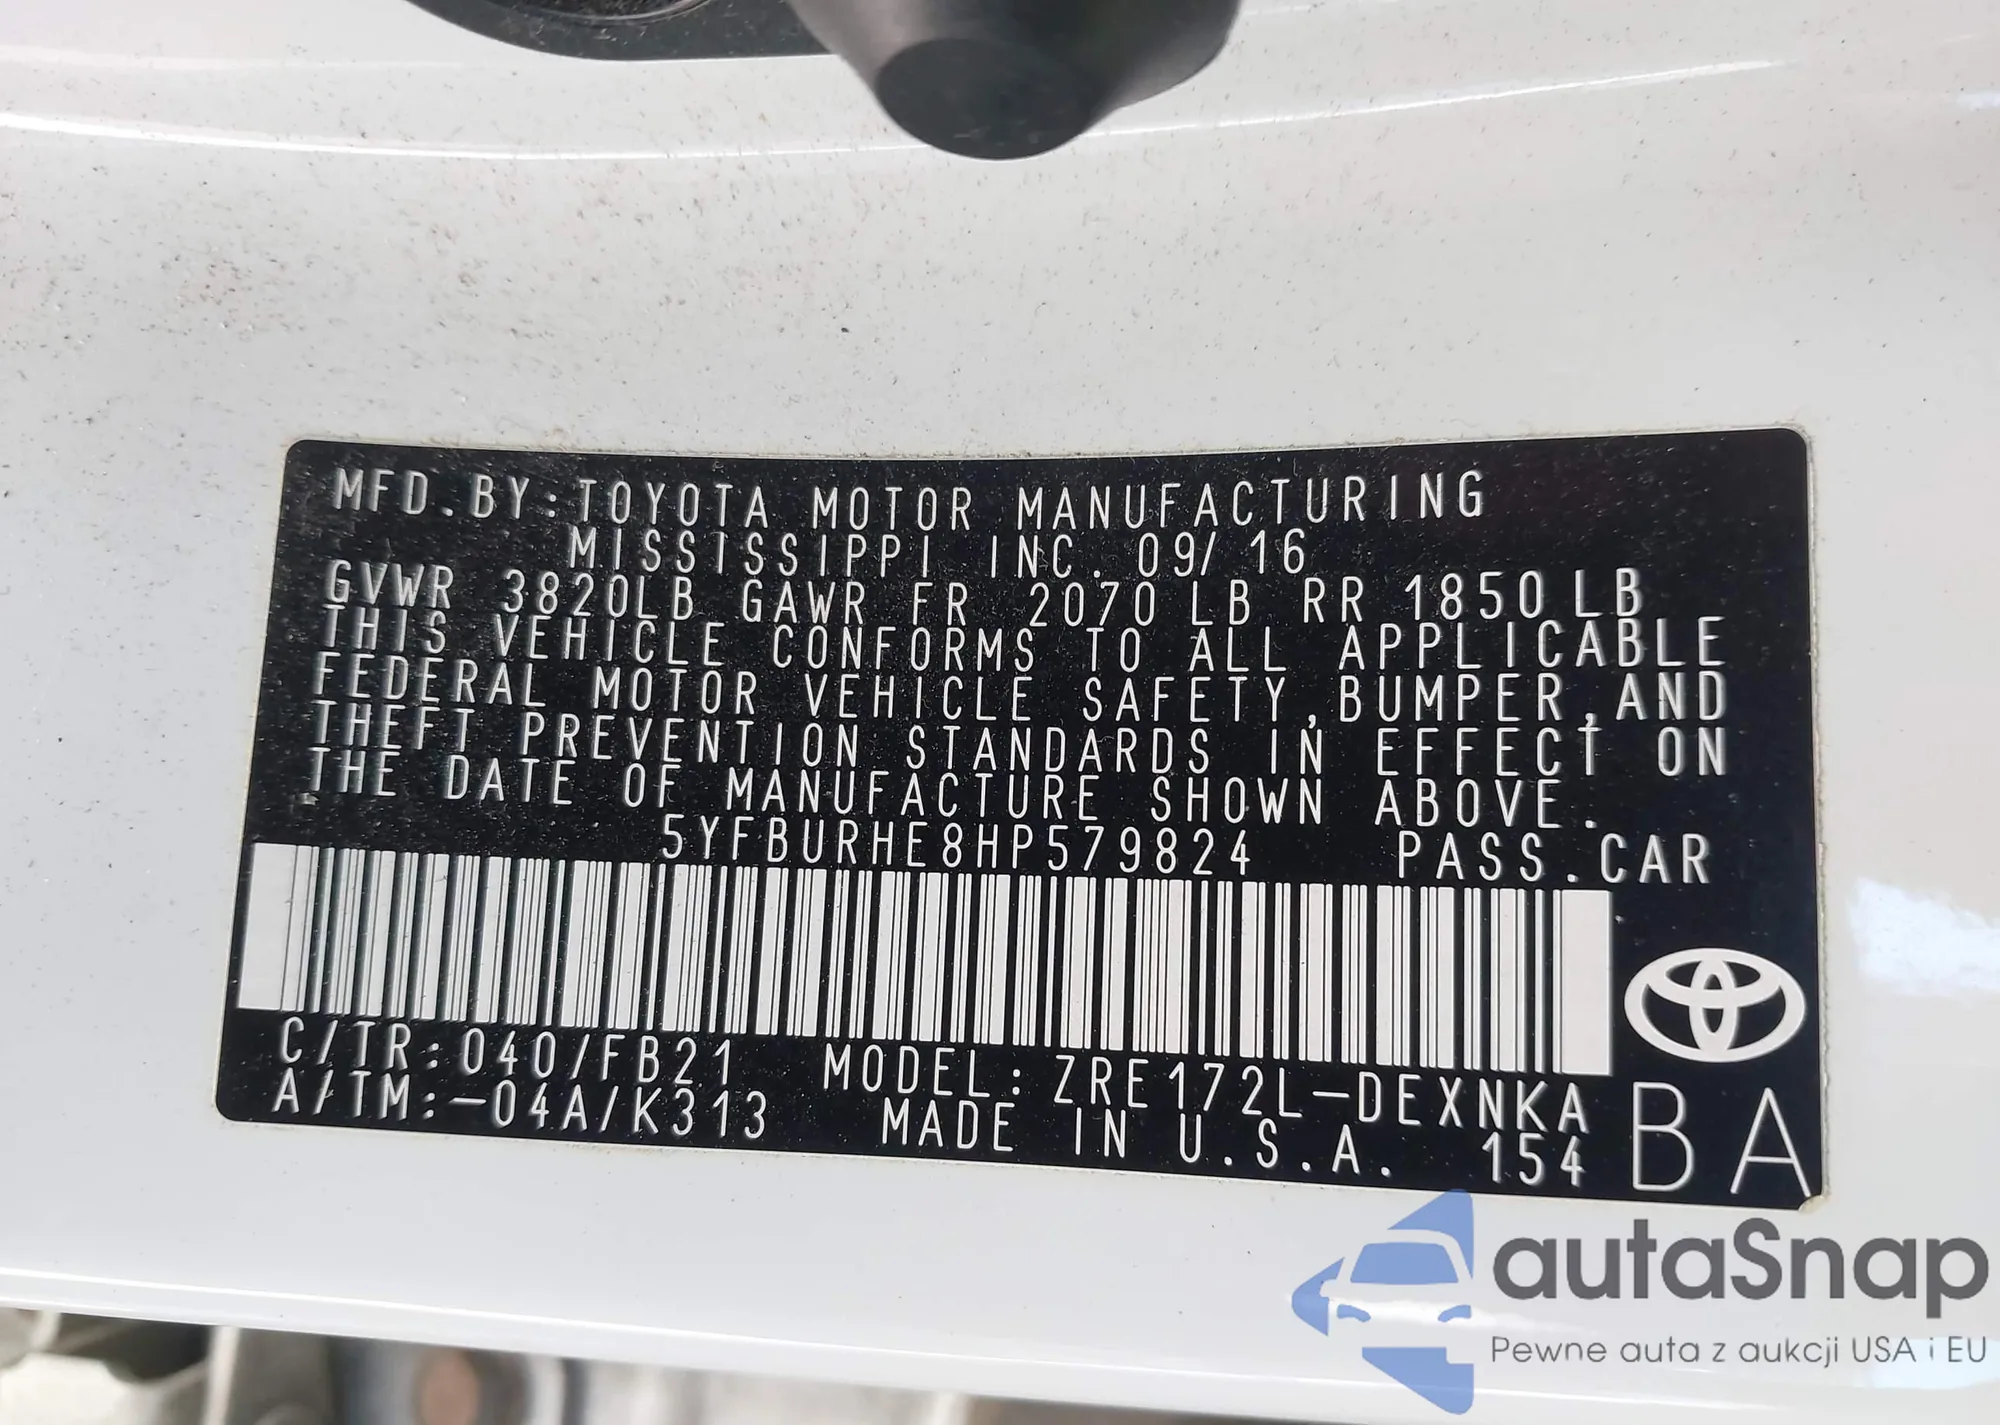 MFD.BY:TOYOTA MOTOR MANUFACTURING
MISSISSIPPI INC. 09/16
GVWR 3820LB GAWR FR 2070 LB RR 1850 LB
THIS VEHICLE CONFORMS TO ALL APPLICABLE
FEDERAL MOTOR VEHICLE SAFETY,BUMPER,AND
THEFT PREVENTION STANDARDS IN EFFECT ON
THE DATE OF MANUFACTURE SHOWN ABOVE.
5YFBURHE8HP579824 PASS.CAR
C/TR:040/FB21 MODEL:ZRE172L-DEXNKA
A/TM:-04A/K313 MADE IN U.S.A. 154
BA
autaSnap
Pewne auta z aukcji USA i EU